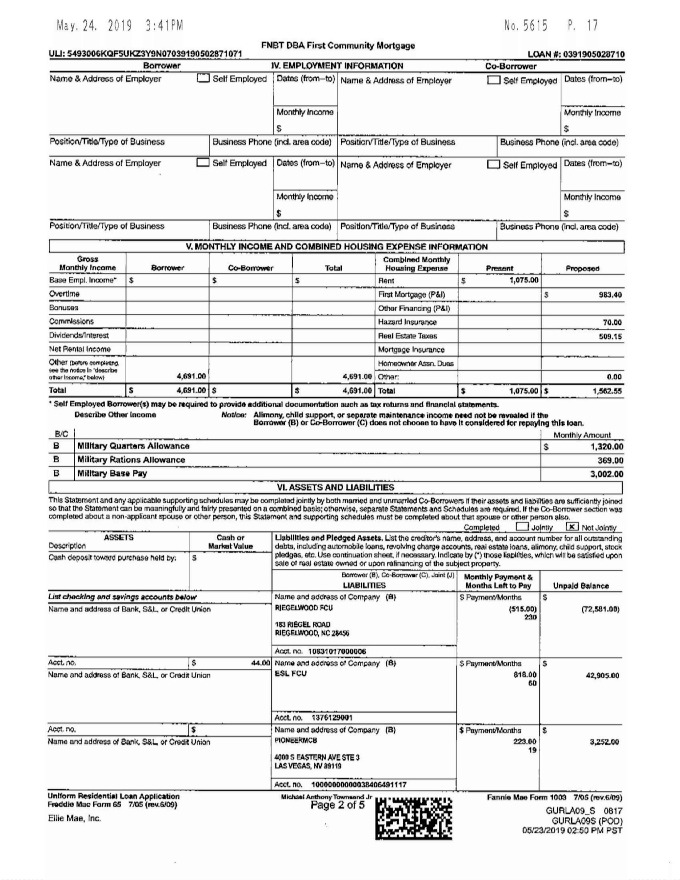 May. 24. 2019 3:41PM No. 5615 P. 17
FNBT DBA First Community Mortgage
ULI: 5493006KQF5UKZ3Y9N07039190502871071 LOAN #: 0391905028710
Borrower IV. EMPLOYMENT INFORMATION Co-Borrower
Name & Address of Employer Self Employed Dates (from–to) Name & Address of Employer Self Employed Dates (from–to)
Monthly Income Monthly Income
$ $
Position/Title/Type of Business Business Phone (incl. area code) Position/Title/Type of Business Business Phone (incl. area code)
Name & Address of Employer Self Employed Dates (from–to) Name & Address of Employer Self Employed Dates (from–to)
Monthly Income Monthly Income
$ $
Position/Title/Type of Business Business Phone (incl. area code) Position/Title/Type of Business Business Phone (incl. area code)
V. MONTHLY INCOME AND COMBINED HOUSING EXPENSE INFORMATION
Gross Monthly Income Borrower Co-Borrower Total Combined Monthly Housing Expense Present Proposed
Base Empl. Income* $ $ $ Rent $ 1,075.00
Overtime First Mortgage (P&I) $ 983.40
Bonuses Other Financing (P&I)
Commissions Hazard Insurance 70.00
Dividends/Interest Real Estate Taxes 509.15
Net Rental Income Mortgage Insurance
Other (before completing, Homeowner Assn. Dues
see the notice in "describe
other income," below) 4,691.00 4,691.00 Other: 0.00
Total $ 4,691.00 $ $ 4,691.00 Total $ 1,075.00 $ 1,562.55
* Self Employed Borrower(s) may be required to provide additional documentation such as tax returns and financial statements.
Describe Other Income Notice: Alimony, child support, or separate maintenance income need not be revealed if the
Borrower (B) or Co-Borrower (C) does not choose to have it considered for repaying this loan.
B/C Monthly Amount
B Military Quarters Allowance $ 1,320.00
B Military Rations Allowance 369.00
B Military Base Pay 3,002.00
VI. ASSETS AND LIABILITIES
This Statement and any applicable supporting schedules may be completed jointly by both married and unmarried Co-Borrowers if their assets and liabilities are sufficiently joined
so that the Statement can be meaningfully and fairly presented on a combined basis; otherwise, separate Statements and Schedules are required. If the Co-Borrower section was
completed about a non-applicant spouse or other person, this Statement and supporting schedules must be completed about that spouse or other person also.
Completed Jointly X Not Jointly
ASSETS Cash or Liabilities and Pledged Assets. List the creditor's name, address, and account number for all outstanding
Description Market Value debts, including automobile loans, revolving charge accounts, real estate loans, alimony, child support, stock
Cash deposit toward purchase held by: $ pledges, etc. Use continuation sheet, if necessary. Indicate by (*) those liabilities, which will be satisfied upon
sale of real estate owned or upon refinancing of the subject property.
Borrower (B), Co-Borrower (C), Joint (J) Monthly Payment &
LIABILITIES Months Left to Pay Unpaid Balance
List checking and savings accounts below Name and address of Company (B) $ Payment/Months $
Name and address of Bank, S&L, or Credit Union RIEGELWOOD FCU (515.00) (72,581.00)
230
183 RIEGEL ROAD
RIEGELWOOD, NC 28456
Acct. no. 10831017000006
Acct. no. $ 44.00 Name and address of Company (B) $ Payment/Months $
Name and address of Bank, S&L, or Credit Union ESL FCU 818.00 42,905.00
60
Acct. no. 1376129001
Acct. no. $ Name and address of Company (B) $ Payment/Months $
Name and address of Bank, S&L, or Credit Union PIONEERMCB 223.00 3,252.00
19
4000 S EASTERN AVE STE 3
LAS VEGAS, NV 89119
Acct. no. 10000000000038406491117
Uniform Residential Loan Application Michael Anthony Townsend Jr Fannie Mae Form 1003 7/05 (rev.6/09)
Freddie Mac Form 65 7/05 (rev.6/09) Page 2 of 5
Ellie Mae, Inc. GURLA09_S 0817
GURLA09S (POD)
05/23/2019 02:50 PM PST